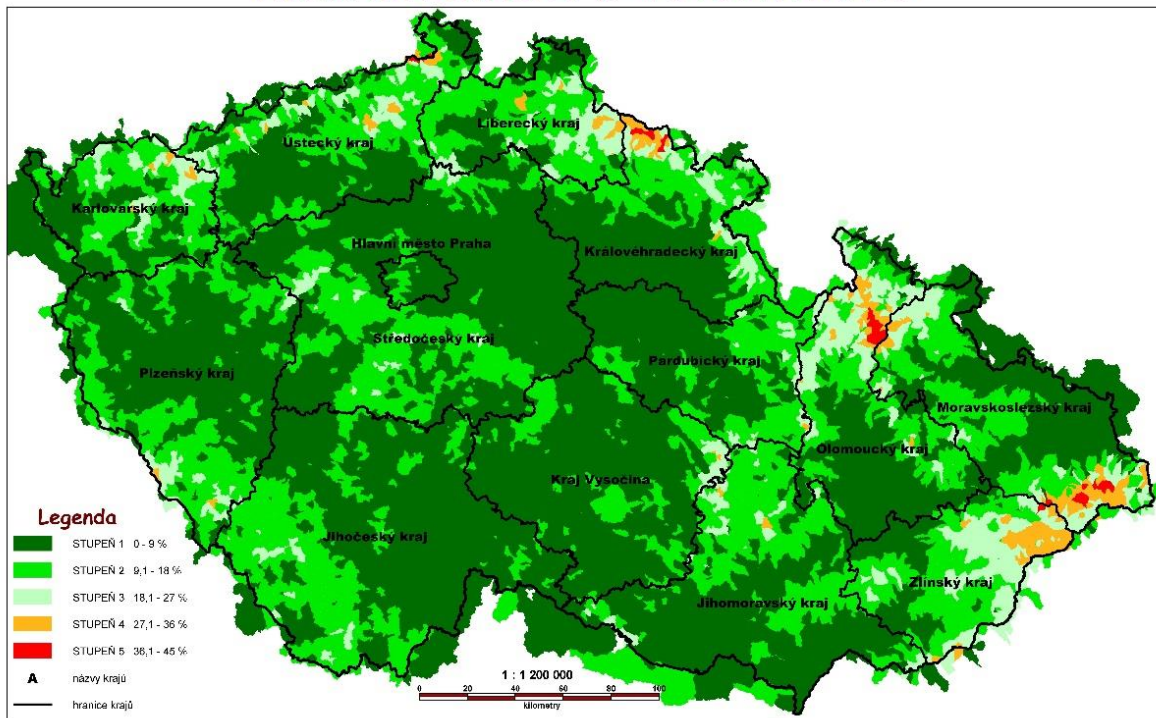 Ústecký kraj
Liberecký kraj
Karlovarský kraj
Hlavní město Praha
Královéhradecký kraj
Středočeský kraj
Pardubický kraj
Plzeňský kraj
Moravskoslezský kraj
Olomoucký kraj
Kraj Vysočina
Jihočeský kraj
Zlínský kraj
Jihomoravský kraj
Legenda
STUPEŇ 1 0 - 9 %
STUPEŇ 2 9,1 - 18 %
STUPEŇ 3 18,1 - 27 %
STUPEŇ 4 27,1 - 36 %
STUPEŇ 5 36,1 - 45 %
A názvy krajů
hranice krajů
1 : 1 200 000
0 20 40 60 80 100
kilometry